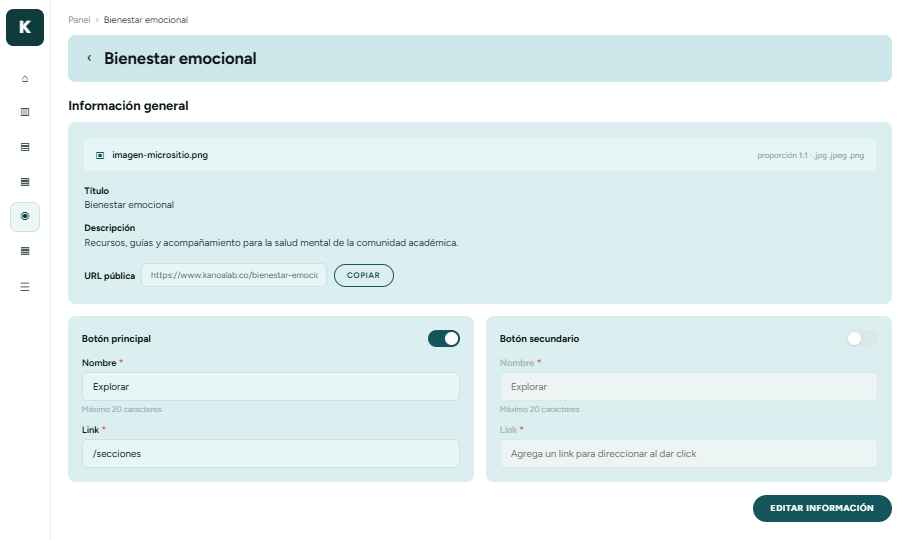 K
Panel › Bienestar emocional
‹ Bienestar emocional
Información general
imagen-micrositio.png
proporción 1:1 · .jpg .jpeg .png
Título
Bienestar emocional
Descripción
Recursos, guías y acompañamiento para la salud mental de la comunidad académica.
URL pública
https://www.kanoalab.co/bienestar-emoci
COPIAR
Botón principal
Nombre *
Explorar
Máximo 20 caracteres
Link *
/secciones
Botón secundario
Nombre *
Explorar
Máximo 20 caracteres
Link *
Agrega un link para direccionar al dar click
EDITAR INFORMACIÓN